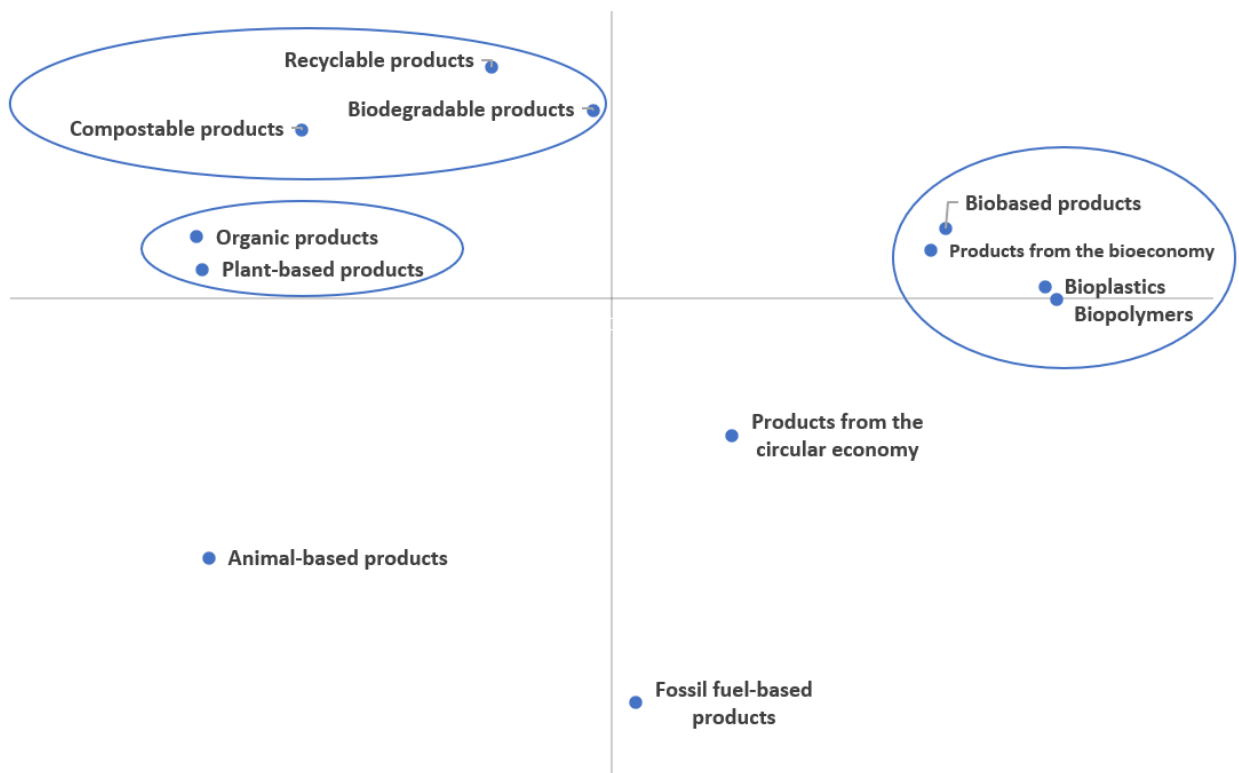 Recyclable products
Biodegradable products
Compostable products
Biobased products
Organic products
Products from the bioeconomy
Plant-based products
Bioplastics
Biopolymers
Products from the
circular economy
Animal-based products
Fossil fuel-based
products